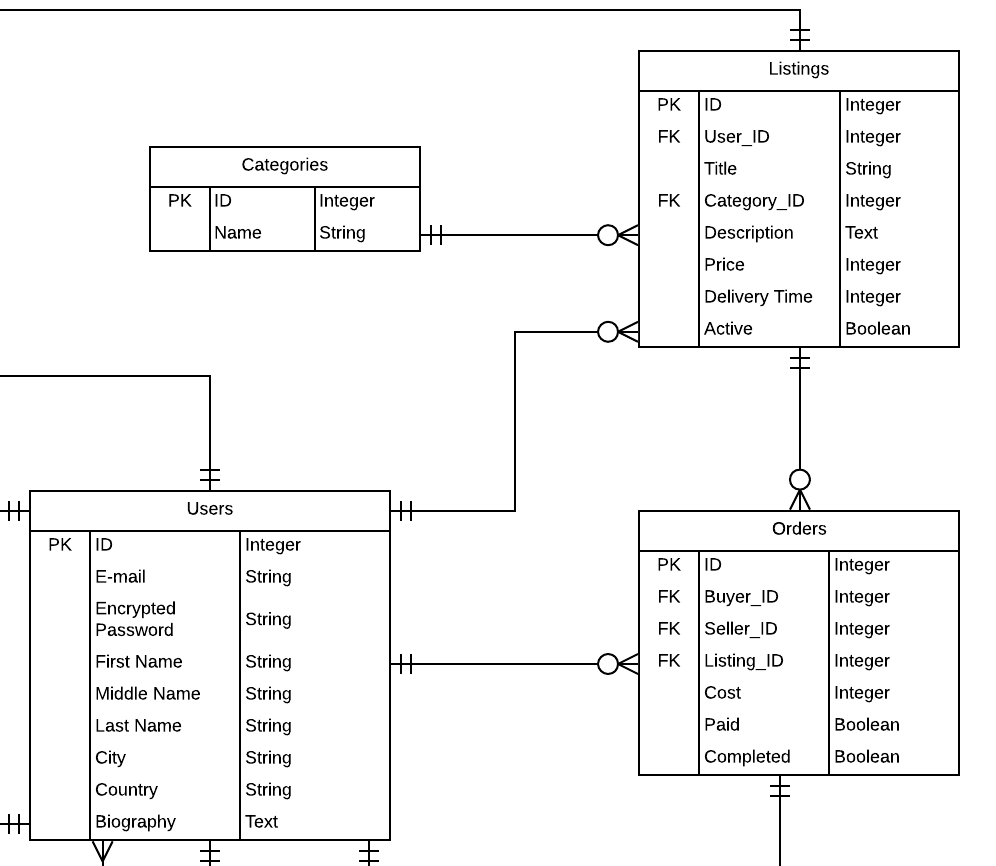 Listings
PK ID Integer
FK User_ID Integer
Title String
FK Category_ID Integer
Description Text
Price Integer
Delivery Time Integer
Active Boolean
Categories
PK ID Integer
Name String
Users
PK ID Integer
E-mail String
Encrypted
Password String
First Name String
Middle Name String
Last Name String
City String
Country String
Biography Text
Orders
PK ID Integer
FK Buyer_ID Integer
FK Seller_ID Integer
FK Listing_ID Integer
Cost Integer
Paid Boolean
Completed Boolean